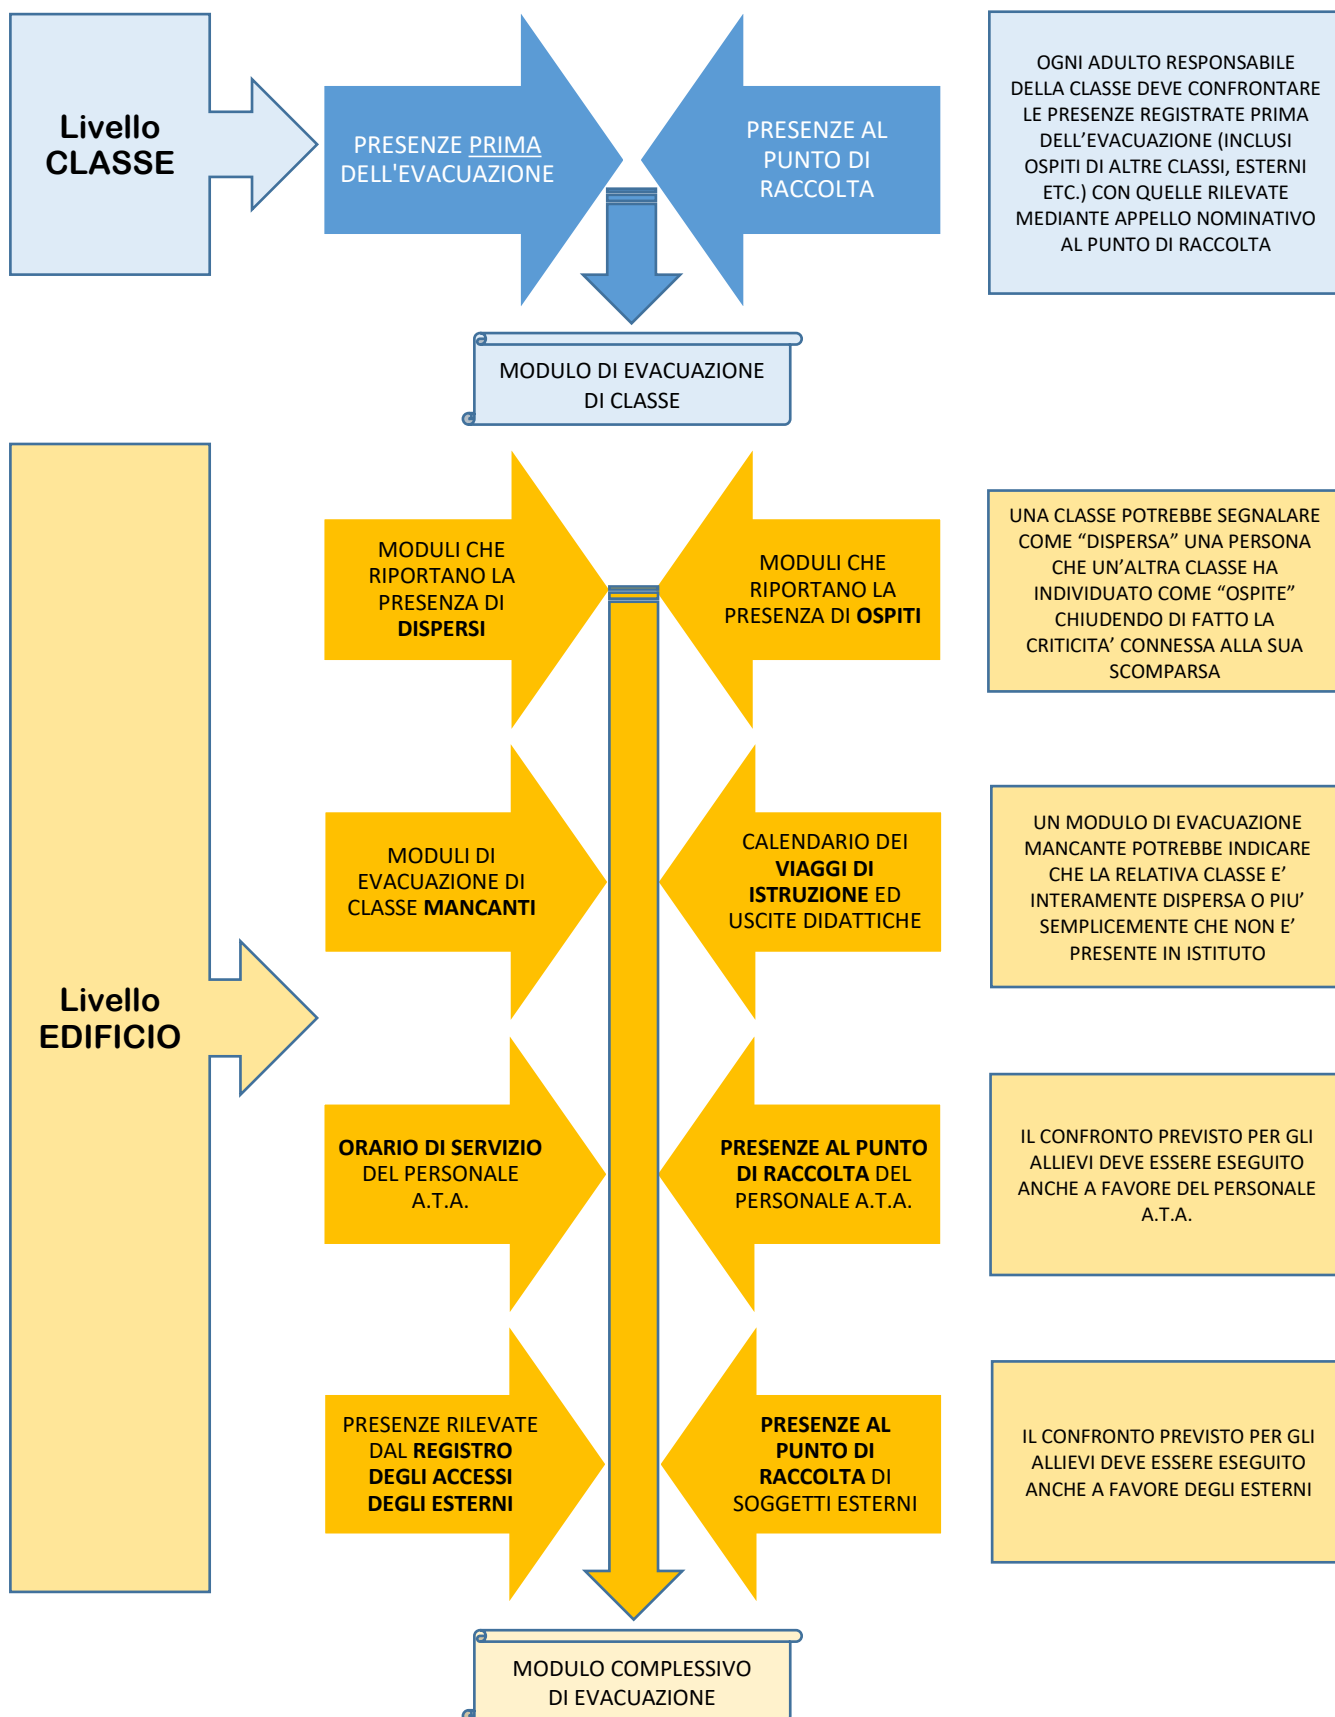 Livello
CLASSE
PRESENZE PRIMA
DELL'EVACUAZIONE
PRESENZE AL
PUNTO DI
RACCOLTA
OGNI ADULTO RESPONSABILE
DELLA CLASSE DEVE CONFRONTARE
LE PRESENZE REGISTRATE PRIMA
DELL’EVACUAZIONE (INCLUSI
OSPITI DI ALTRE CLASSI, ESTERNI
ETC.) CON QUELLE RILEVATE
MEDIANTE APPELLO NOMINATIVO
AL PUNTO DI RACCOLTA
MODULO DI EVACUAZIONE
DI CLASSE
Livello
EDIFICIO
MODULI CHE
RIPORTANO LA
PRESENZA DI
DISPERSI
MODULI CHE
RIPORTANO LA
PRESENZA DI OSPITI
UNA CLASSE POTREBBE SEGNALARE
COME “DISPERSA” UNA PERSONA
CHE UN’ALTRA CLASSE HA
INDIVIDUATO COME “OSPITE”
CHIUDENDO DI FATTO LA
CRITICITA’ CONNESSA ALLA SUA
SCOMPARSA
MODULI DI
EVACUAZIONE DI
CLASSE MANCANTI
CALENDARIO DEI
VIAGGI DI
ISTRUZIONE ED
USCITE DIDATTICHE
UN MODULO DI EVACUAZIONE
MANCANTE POTREBBE INDICARE
CHE LA RELATIVA CLASSE E’
INTERAMENTE DISPERSA O PIU’
SEMPLICEMENTE CHE NON E’
PRESENTE IN ISTITUTO
ORARIO DI SERVIZIO
DEL PERSONALE
A.T.A.
PRESENZE AL PUNTO
DI RACCOLTA DEL
PERSONALE A.T.A.
IL CONFRONTO PREVISTO PER GLI
ALLIEVI DEVE ESSERE ESEGUITO
ANCHE A FAVORE DEL PERSONALE
A.T.A.
PRESENZE RILEVATE
DAL REGISTRO
DEGLI ACCESSI
DEGLI ESTERNI
PRESENZE AL
PUNTO DI
RACCOLTA DI
SOGGETTI ESTERNI
IL CONFRONTO PREVISTO PER GLI
ALLIEVI DEVE ESSERE ESEGUITO
ANCHE A FAVORE DEGLI ESTERNI
MODULO COMPLESSIVO
DI EVACUAZIONE